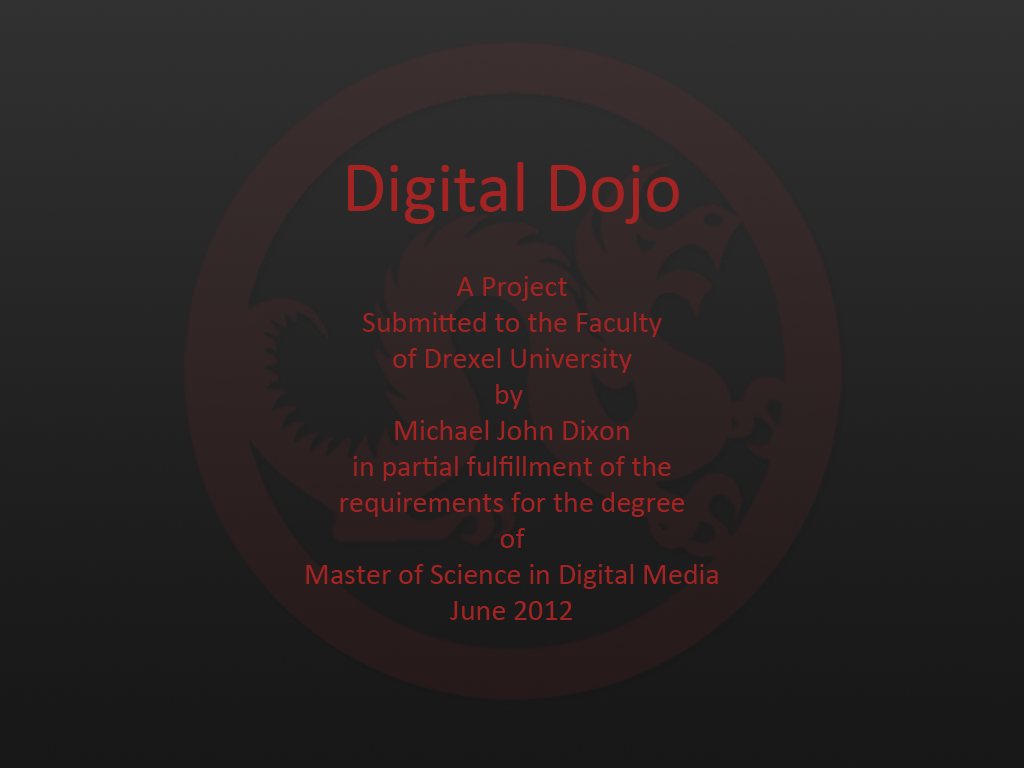 Digital Dojo
A Project
Submitted to the Faculty
of Drexel University
by
Michael John Dixon
in partial fulfillment of the
requirements for the degree
of
Master of Science in Digital Media
June 2012